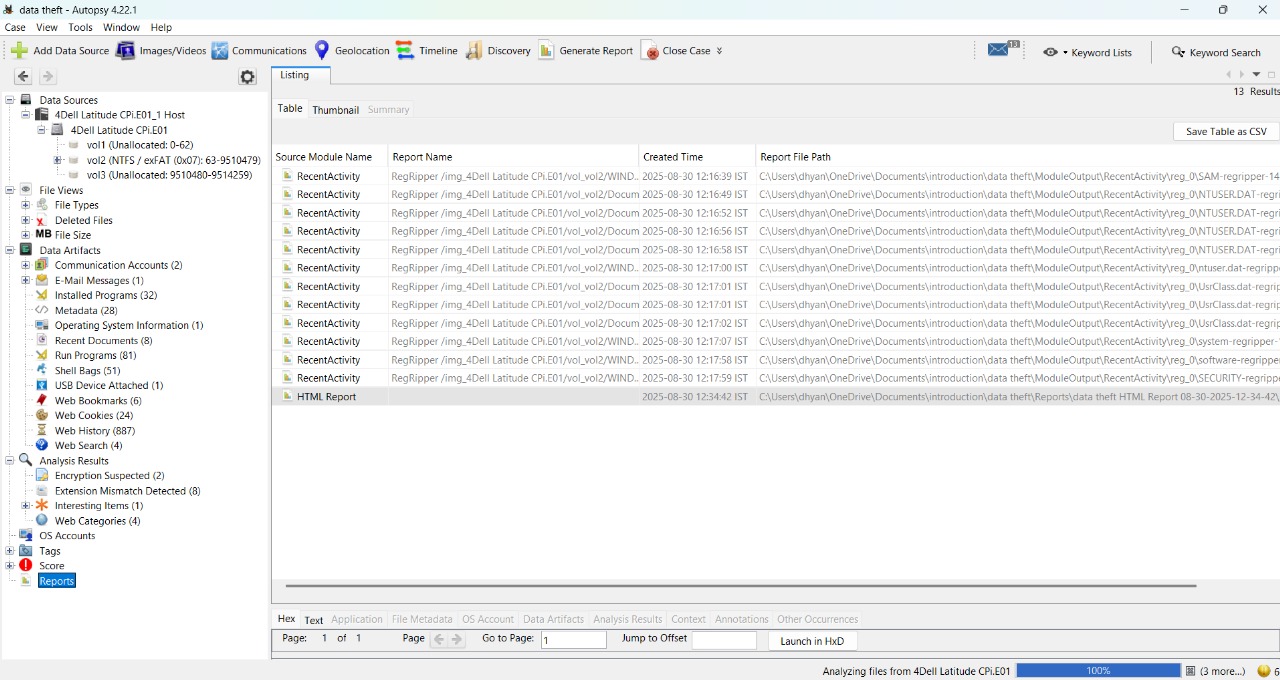 data theft - Autopsy 4.22.1
Case View Tools Window Help
Add Data Source Images/Videos Communications Geolocation Timeline Discovery Generate Report Close Case 13 Keyword Lists Keyword Search
Listing
13 Results
Table Thumbnail Summary
Save Table as CSV
Data Sources
4Dell Latitude CPi.E01_1 Host
4Dell Latitude CPi.E01
vol1 (Unallocated: 0-62)
vol2 (NTFS / exFAT (0x07): 63-9510479)
vol3 (Unallocated: 9510480-9514259)
File Views
File Types
Deleted Files
MB File Size
Data Artifacts
Communication Accounts (2)
E-Mail Messages (1)
Installed Programs (32)
Metadata (28)
Operating System Information (1)
Recent Documents (8)
Run Programs (81)
Shell Bags (51)
USB Device Attached (1)
Web Bookmarks (6)
Web Cookies (24)
Web History (887)
Web Search (4)
Analysis Results
Encryption Suspected (2)
Extension Mismatch Detected (8)
Interesting Items (1)
Web Categories (4)
OS Accounts
Tags
Score
Reports
Source Module Name Report Name Created Time Report File Path
RecentActivity RegRipper /img_4Dell Latitude CPi.E01/vol_vol2/WIND... 2025-08-30 12:16:39 IST C:\Users\dhyan\OneDrive\Documents\introduction\data theft\ModuleOutput\RecentActivity\reg_0\SAM-regripper-14
RecentActivity RegRipper /img_4Dell Latitude CPi.E01/vol_vol2/Docum 2025-08-30 12:16:49 IST C:\Users\dhyan\OneDrive\Documents\introduction\data theft\ModuleOutput\RecentActivity\reg_0\NTUSER.DAT-regri
RecentActivity RegRipper /img_4Dell Latitude CPi.E01/vol_vol2/Docum 2025-08-30 12:16:52 IST C:\Users\dhyan\OneDrive\Documents\introduction\data theft\ModuleOutput\RecentActivity\reg_0\NTUSER.DAT-regri
RecentActivity RegRipper /img_4Dell Latitude CPi.E01/vol_vol2/Docum 2025-08-30 12:16:56 IST C:\Users\dhyan\OneDrive\Documents\introduction\data theft\ModuleOutput\RecentActivity\reg_0\NTUSER.DAT-regri
RecentActivity RegRipper /img_4Dell Latitude CPi.E01/vol_vol2/Docum 2025-08-30 12:16:58 IST C:\Users\dhyan\OneDrive\Documents\introduction\data theft\ModuleOutput\RecentActivity\reg_0\NTUSER.DAT-regri
RecentActivity RegRipper /img_4Dell Latitude CPi.E01/vol_vol2/WIND... 2025-08-30 12:17:00 IST C:\Users\dhyan\OneDrive\Documents\introduction\data theft\ModuleOutput\RecentActivity\reg_0\ntuser.dat-regripp
RecentActivity RegRipper /img_4Dell Latitude CPi.E01/vol_vol2/Docum 2025-08-30 12:17:01 IST C:\Users\dhyan\OneDrive\Documents\introduction\data theft\ModuleOutput\RecentActivity\reg_0\UsrClass.dat-regrip
RecentActivity RegRipper /img_4Dell Latitude CPi.E01/vol_vol2/Docum 2025-08-30 12:17:01 IST C:\Users\dhyan\OneDrive\Documents\introduction\data theft\ModuleOutput\RecentActivity\reg_0\UsrClass.dat-regrip
RecentActivity RegRipper /img_4Dell Latitude CPi.E01/vol_vol2/Docum 2025-08-30 12:17:02 IST C:\Users\dhyan\OneDrive\Documents\introduction\data theft\ModuleOutput\RecentActivity\reg_0\UsrClass.dat-regrip
RecentActivity RegRipper /img_4Dell Latitude CPi.E01/vol_vol2/WIND... 2025-08-30 12:17:07 IST C:\Users\dhyan\OneDrive\Documents\introduction\data theft\ModuleOutput\RecentActivity\reg_0\system-regripper-
RecentActivity RegRipper /img_4Dell Latitude CPi.E01/vol_vol2/WIND... 2025-08-30 12:17:58 IST C:\Users\dhyan\OneDrive\Documents\introduction\data theft\ModuleOutput\RecentActivity\reg_0\software-regrippe
RecentActivity RegRipper /img_4Dell Latitude CPi.E01/vol_vol2/WIND... 2025-08-30 12:17:59 IST C:\Users\dhyan\OneDrive\Documents\introduction\data theft\ModuleOutput\RecentActivity\reg_0\SECURITY-regripp
HTML Report 2025-08-30 12:34:42 IST C:\Users\dhyan\OneDrive\Documents\introduction\data theft\Reports\data theft HTML Report 08-30-2025-12-34-42\
Hex Text Application File Metadata OS Account Data Artifacts Analysis Results Context Annotations Other Occurrences
Page: 1 of 1 Page Go to Page: 1 Jump to Offset Launch in HxD
Analyzing files from 4Dell Latitude CPi.E01 100% (3 more...) 6